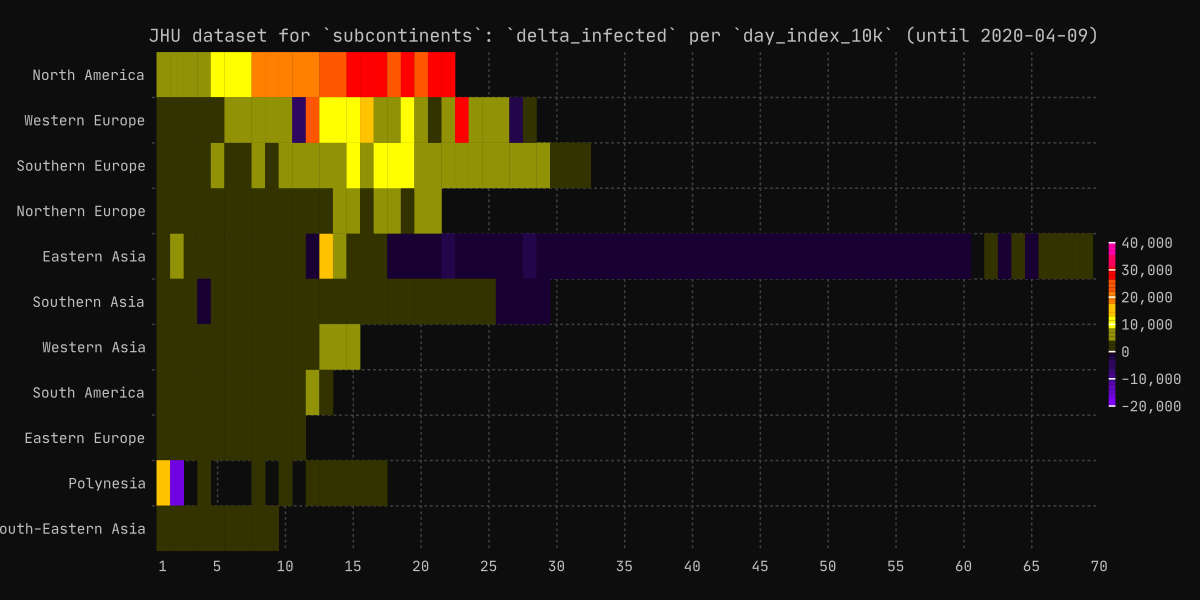 JHU dataset for `subcontinents`: `delta_infected` per `day_index_10k` (until 2020-04-09)
North America
Western Europe
Southern Europe
Northern Europe
Eastern Asia
Southern Asia
Western Asia
South America
Eastern Europe
Polynesia
outh-Eastern Asia
40,000
30,000
20,000
10,000
0
-10,000
-20,000
1 5 10 15 20 25 30 35 40 45 50 55 60 65 70